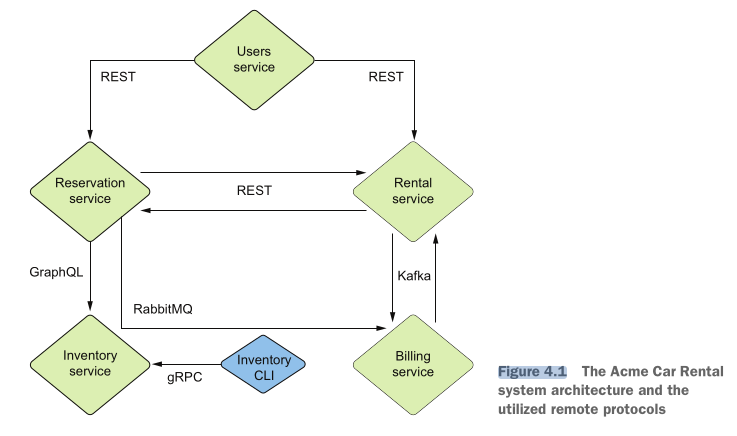 Users
service
REST
REST
Reservation
service
REST
Rental
service
GraphQL
Kafka
RabbitMQ
Inventory
service
gRPC
Inventory
CLI
Billing
service
Figure 4.1 The Acme Car Rental
system architecture and the
utilized remote protocols